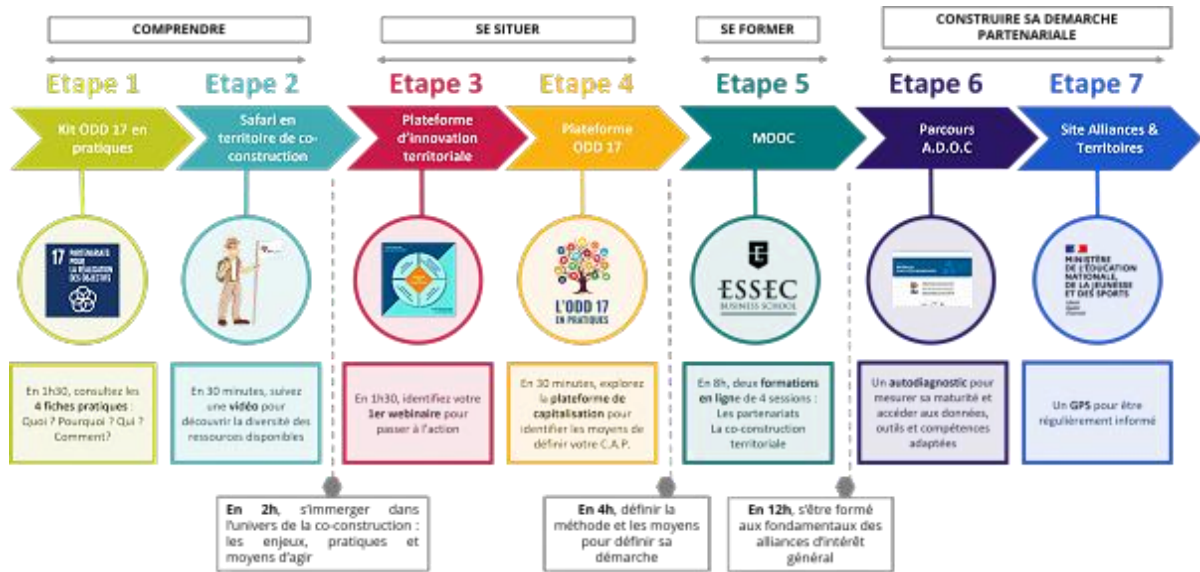 COMPRENDRE
SE SITUER
SE FORMER
CONSTRUIRE SA DEMARCHE
PARTENARIALE
Etape 1
Etape 2
Etape 3
Etape 4
Etape 5
Etape 6
Etape 7
Kit ODD 17 en
pratiques
Safari en
territoire de co-
construction
Plateforme
d'innovation
territoriale
Plateforme
ODD 17
MOOC
Parcours
A.D.O.C
Site Alliances &
Territoires
17 PARTENARIATS
POUR
LA RÉALISATION
DES OBJECTIFS
L'ODD 17
EN PRATIQUES
ESSEC
BUSINESS SCHOOL
MINISTÈRE
DE L'ÉDUCATION
NATIONALE,
DE LA JEUNESSE
ET DES SPORTS
En 1h30, consultez les
4 fiches pratiques :
Quoi ? Pourquoi ? Qui ?
Comment?
En 30 minutes, suivez
une vidéo pour
découvrir la diversité des
ressources disponibles
En 1h30, identifiez votre
1er webinaire pour
passer à l'action
En 30 minutes, explorez
la plateforme de
capitalisation pour
identifier les moyens de
définir votre C.A.P.
En 8h, deux formations
en ligne de 4 sessions :
Les partenariats
La co-construction
territoriale
Un autodiagnostic pour
mesurer sa maturité et
accéder aux données,
outils et compétences
adaptées
Un GPS pour être
régulièrement informé
En 2h, s'immerger dans
l'univers de la co-construction :
les enjeux, pratiques et
moyens d'agir
En 4h, définir la
méthode et les moyens
pour définir sa
démarche
En 12h, s'être formé
aux fondamentaux des
alliances d'intérêt
général